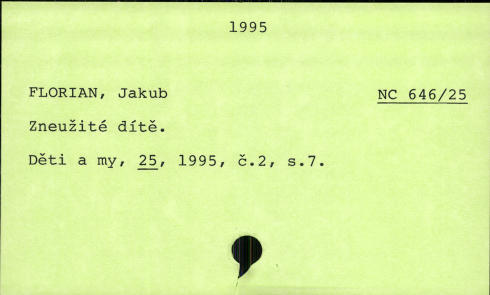 1995
FLORIAN, Jakub NC 646/25
Zneužité dítě.
Děti a my, 25, 1995, č.2, s.7.